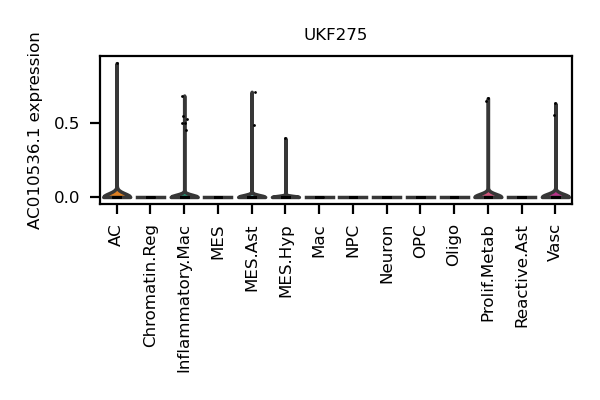 UKF275
AC010536.1 expression
0.5
0.0
AC
Chromatin.Reg
Inflammatory.Mac
MES
MES.Ast
MES.Hyp
Mac
NPC
Neuron
OPC
Oligo
Prolif.Metab
Reactive.Ast
Vasc